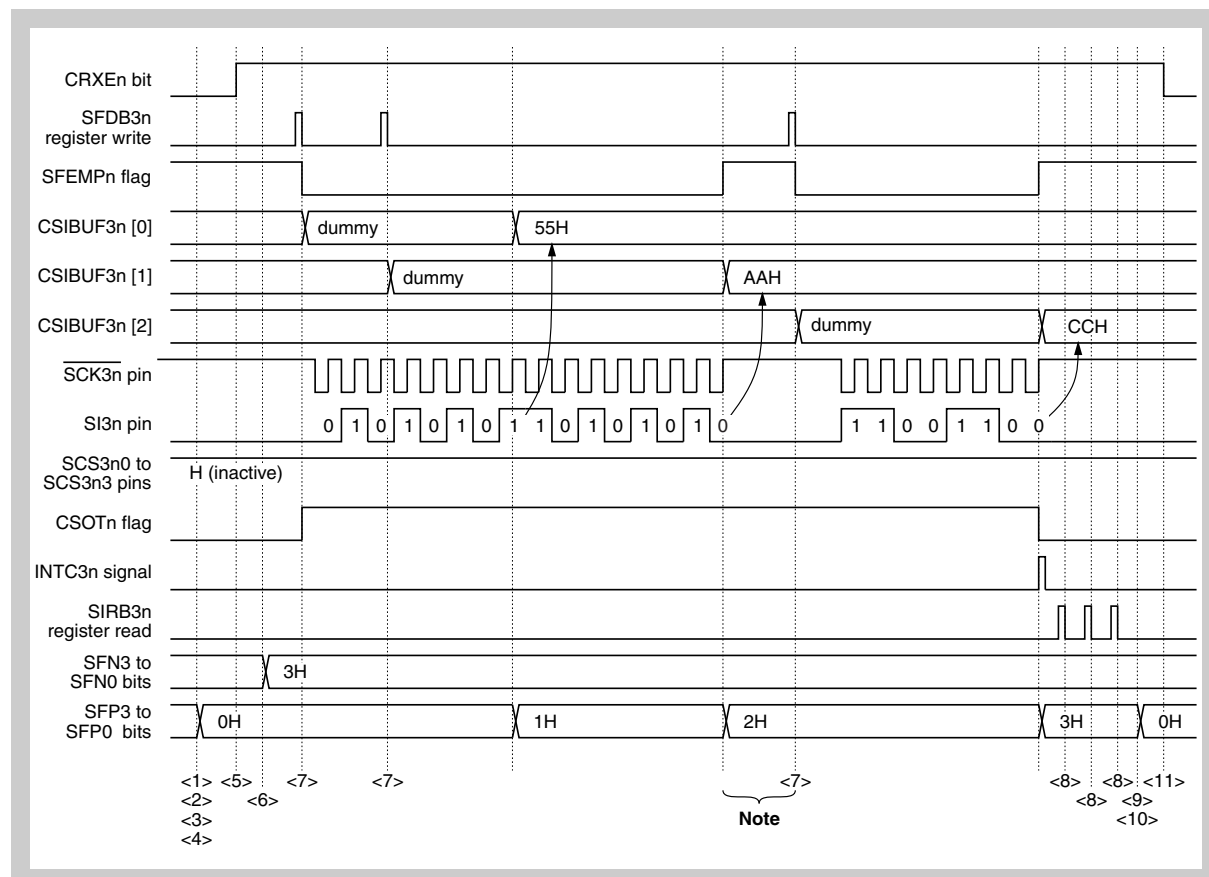 CRXEn bit
SFDB3n
register write
SFEMPn flag
CSIBUF3n [0] dummy 55H
CSIBUF3n [1] dummy AAH
CSIBUF3n [2] dummy CCH
SCK3n pin
SI3n pin 0 1 0 1 0 1 0 1 1 0 1 0 1 0 1 0 1 1 0 0 1 1 0 0
SCS3n0 to
SCS3n3 pins H (inactive)
CSOTn flag
INTC3n signal
SIRB3n
register read
SFN3 to
SFN0 bits 3H
SFP3 to
SFP0 bits 0H 1H 2H 3H 0H
<1> <5> <7> <7> <7> <8> <8> <11>
<2> <6> <8> <9>
<3> <10>
<4>
Note